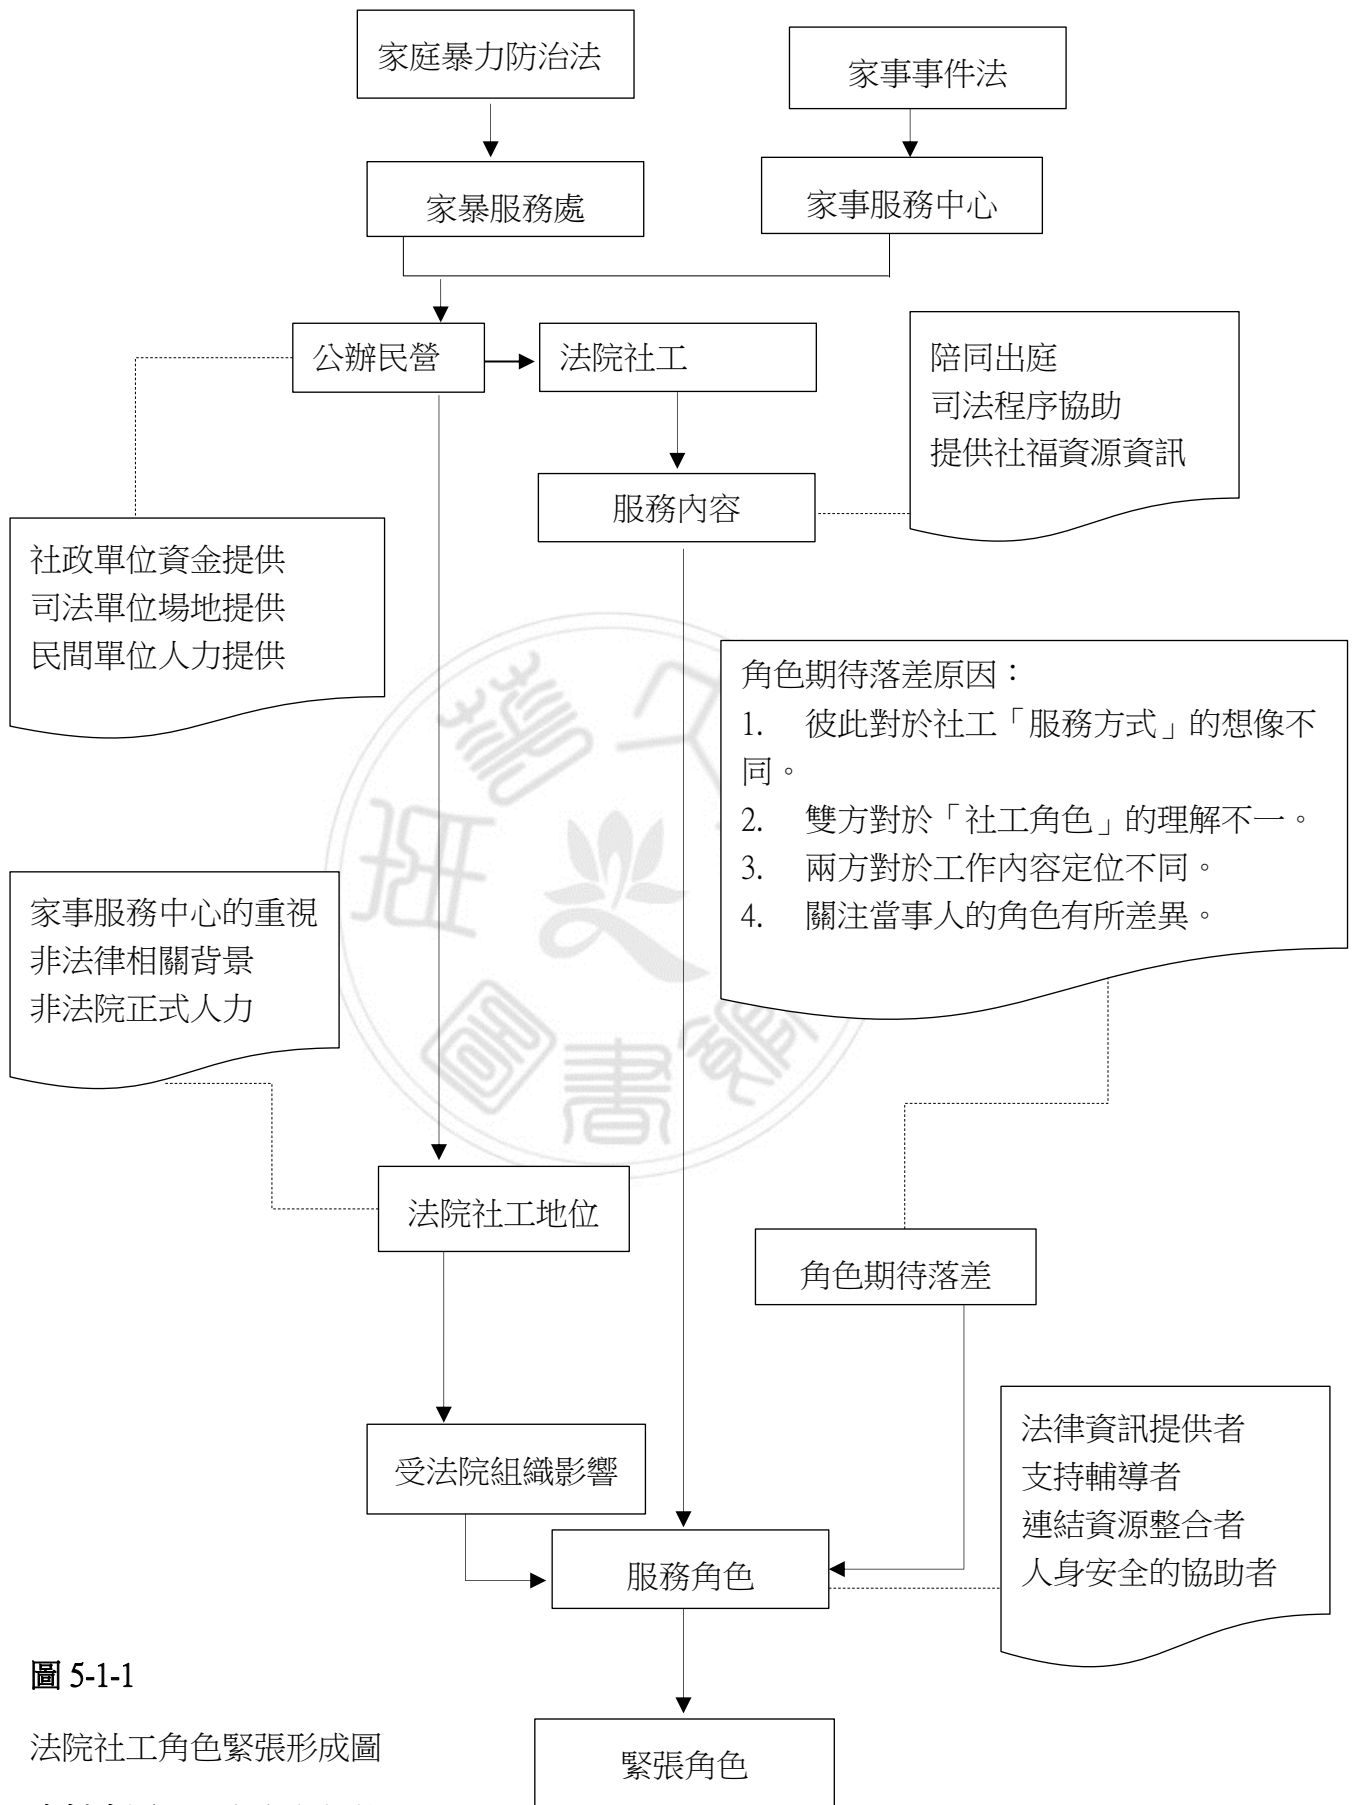 家庭暴力防治法
家事事件法
家暴服務處
家事服務中心
公辦民營
法院社工
陪同出庭
司法程序協助
提供社福資源資訊
服務內容
社政單位資金提供
司法單位場地提供
民間單位人力提供
角色期待落差原因：
1. 彼此對於社工「服務方式」的想像不
同。
2. 雙方對於「社工角色」的理解不一。
3. 兩方對於工作內容定位不同。
4. 關注當事人的角色有所差異。
家事服務中心的重視
非法律相關背景
非法院正式人力
法院社工地位
角色期待落差
受法院組織影響
法律資訊提供者
支持輔導者
連結資源整合者
人身安全的協助者
服務角色
圖 5-1-1
法院社工角色緊張形成圖
緊張角色